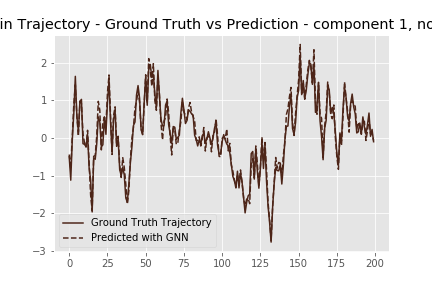 in Trajectory - Ground Truth vs Prediction - component 1, no
2
1
0
−1
−2
−3
Ground Truth Trajectory
Predicted with GNN
0 25 50 75 100 125 150 175 200